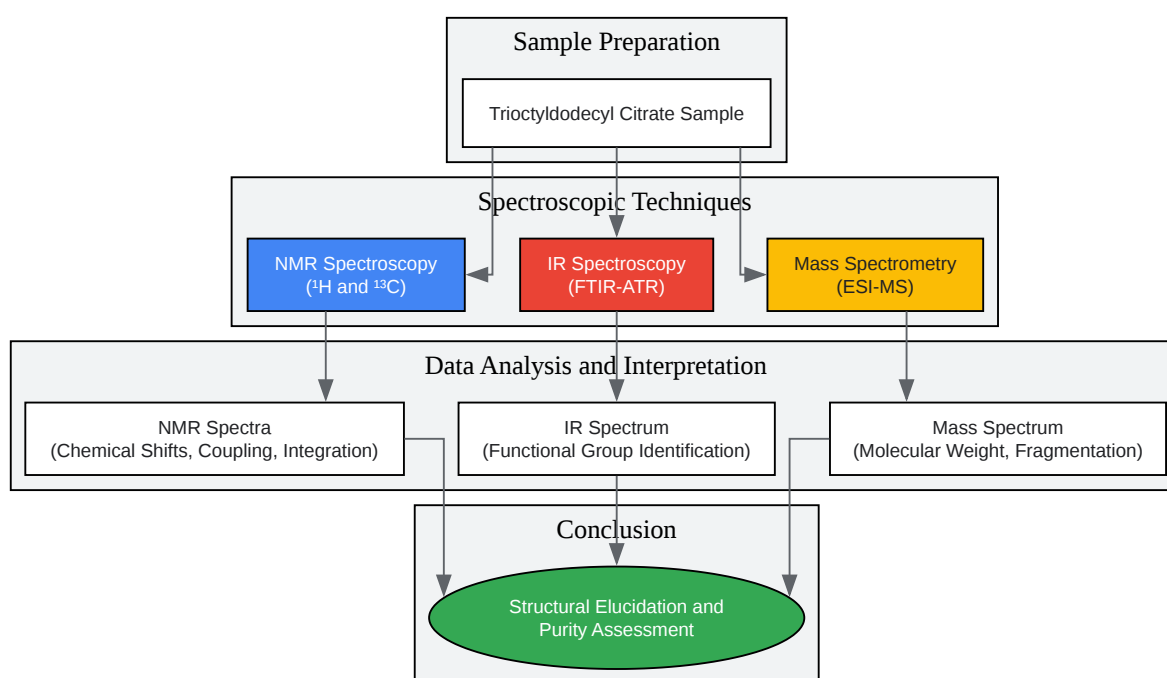 Sample Preparation
Trioctyldodecyl Citrate Sample
Spectroscopic Techniques
NMR Spectroscopy
(¹H and ¹³C)
IR Spectroscopy
(FTIR-ATR)
Mass Spectrometry
(ESI-MS)
Data Analysis and Interpretation
NMR Spectra
(Chemical Shifts, Coupling, Integration)
IR Spectrum
(Functional Group Identification)
Mass Spectrum
(Molecular Weight, Fragmentation)
Conclusion
Structural Elucidation and
Purity Assessment